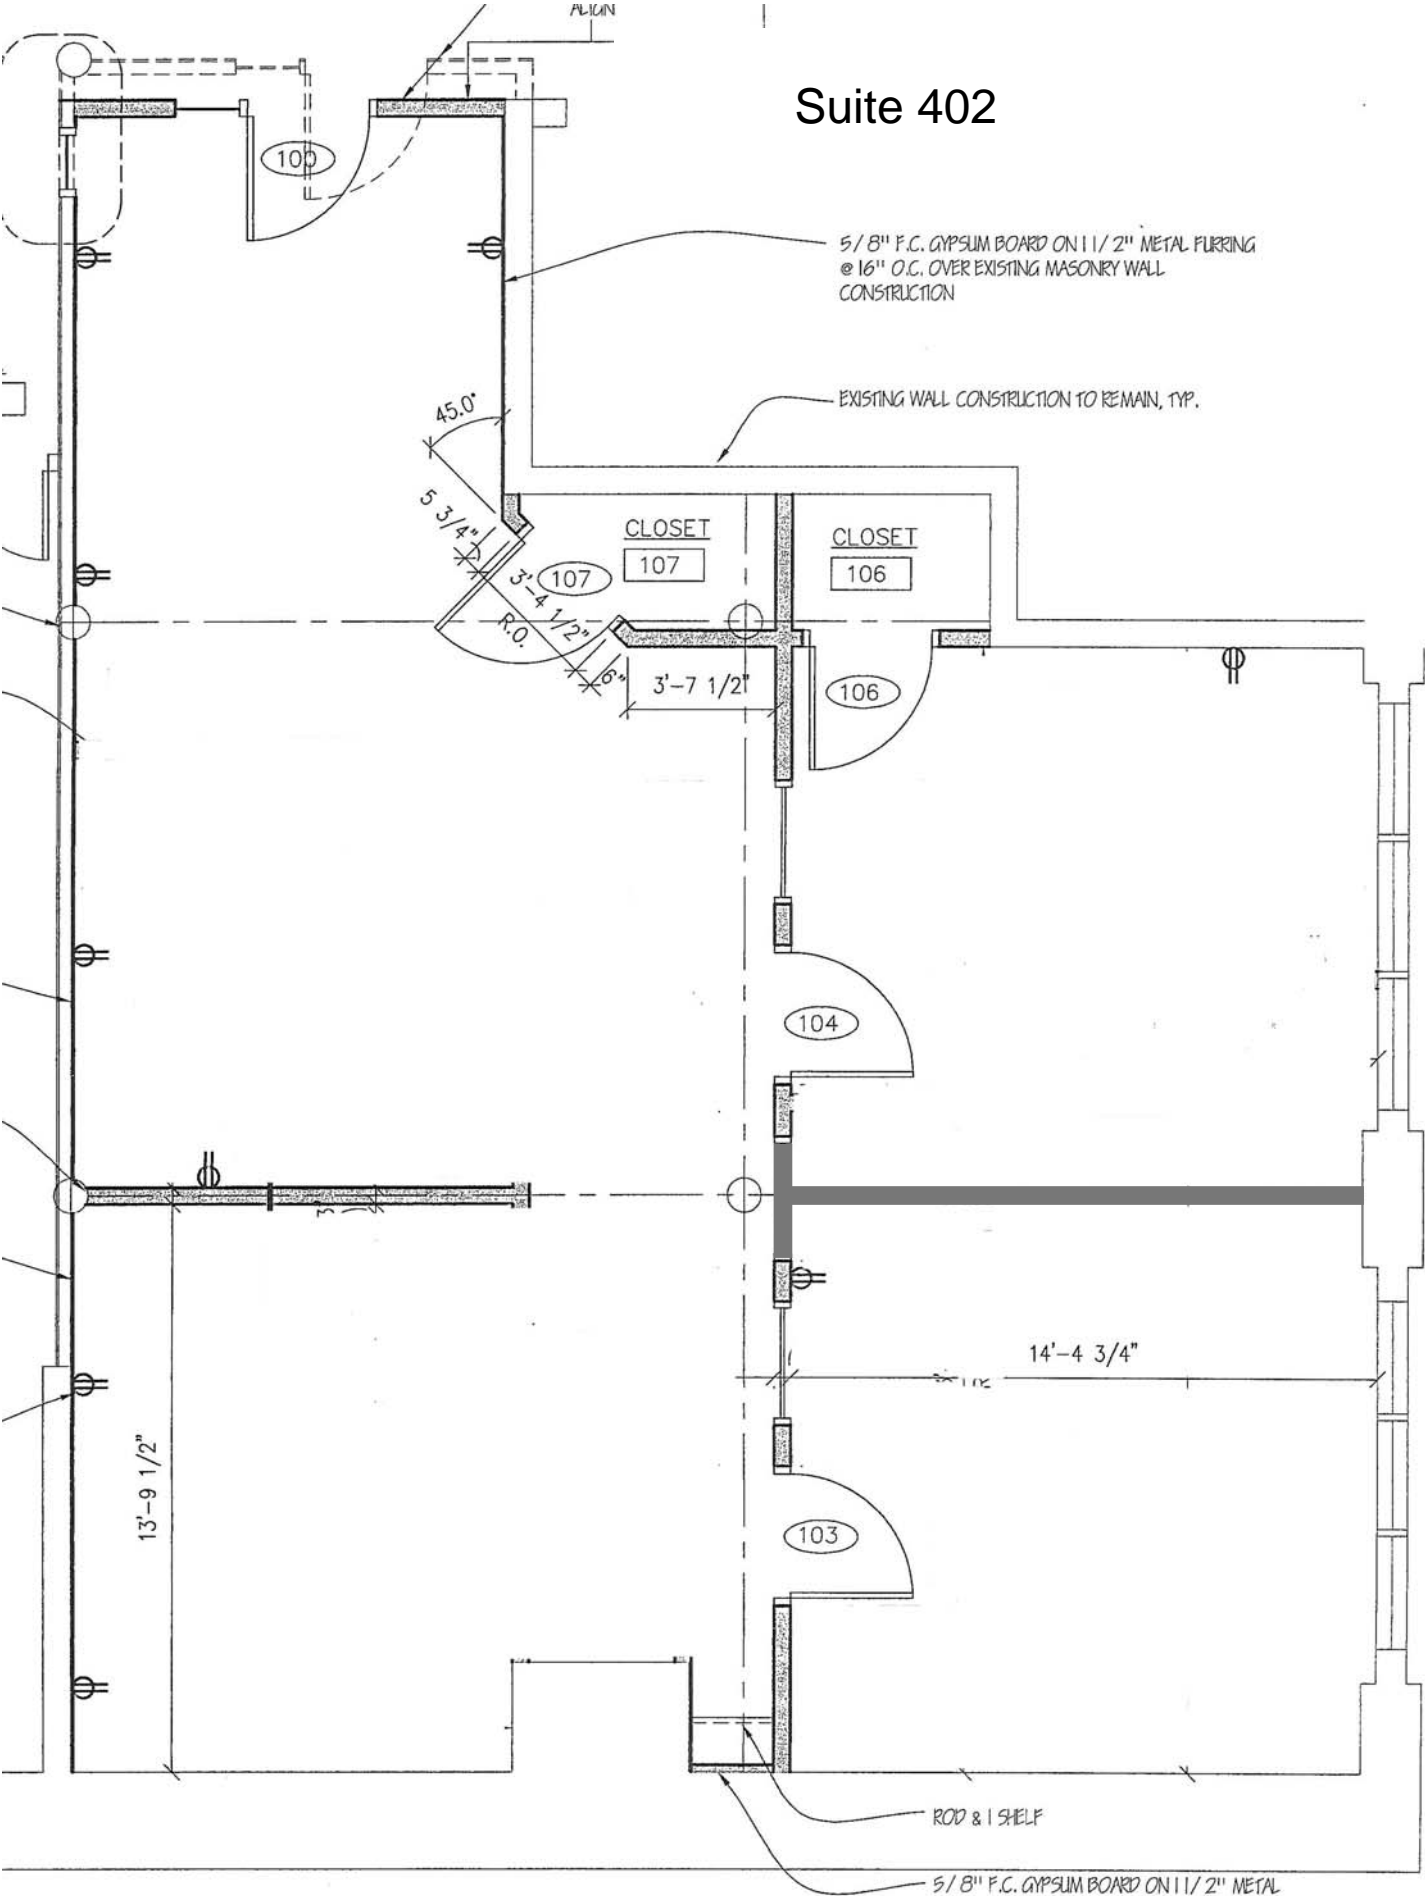 ALIGN
Suite 402
100
5/8" F.C. GYPSUM BOARD ON 1 1/2" METAL FURRING
@ 16" O.C. OVER EXISTING MASONRY WALL
CONSTRUCTION
EXISTING WALL CONSTRUCTION TO REMAIN, TYP.
45.0°
5 3/4"
CLOSET
107
CLOSET
106
107
3'-4 1/2"
R.O.
6"
3'-7 1/2"
106
104
3"
14'-4 3/4"
13'-9 1/2"
103
ROD & 1 SHELF
5/8" F.C. GYPSUM BOARD ON 1 1/2" METAL